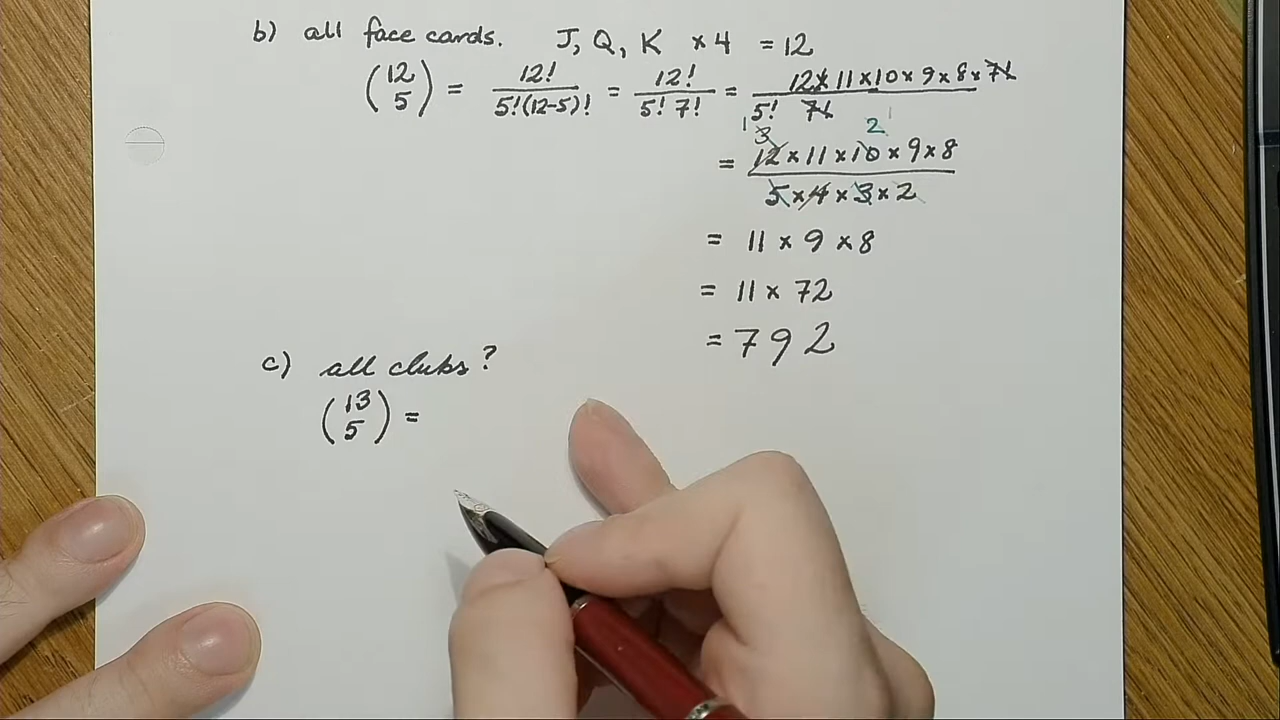 b) all face cards. J, Q, K ×4 = 12
(12 5) = 12! / 5!(12-5)! = 12! / 5! 7! = 12 × 11 × 10 × 9 × 8 × 7! / 5! 7!
1 3 2 1
= 12 × 11 × 10 × 9 × 8 / 5 × 4 × 3 × 2
= 11 × 9 × 8
= 11 × 72
= 792
c) all clubs?
(13 5) =